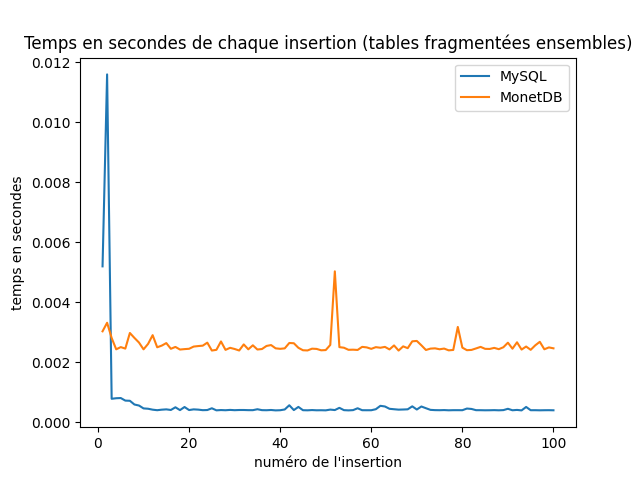 Temps en secondes de chaque insertion (tables fragmentées ensembles)
MySQL
MonetDB
temps en secondes
0.012
0.010
0.008
0.006
0.004
0.002
0.000
0 20 40 60 80 100
numéro de l'insertion